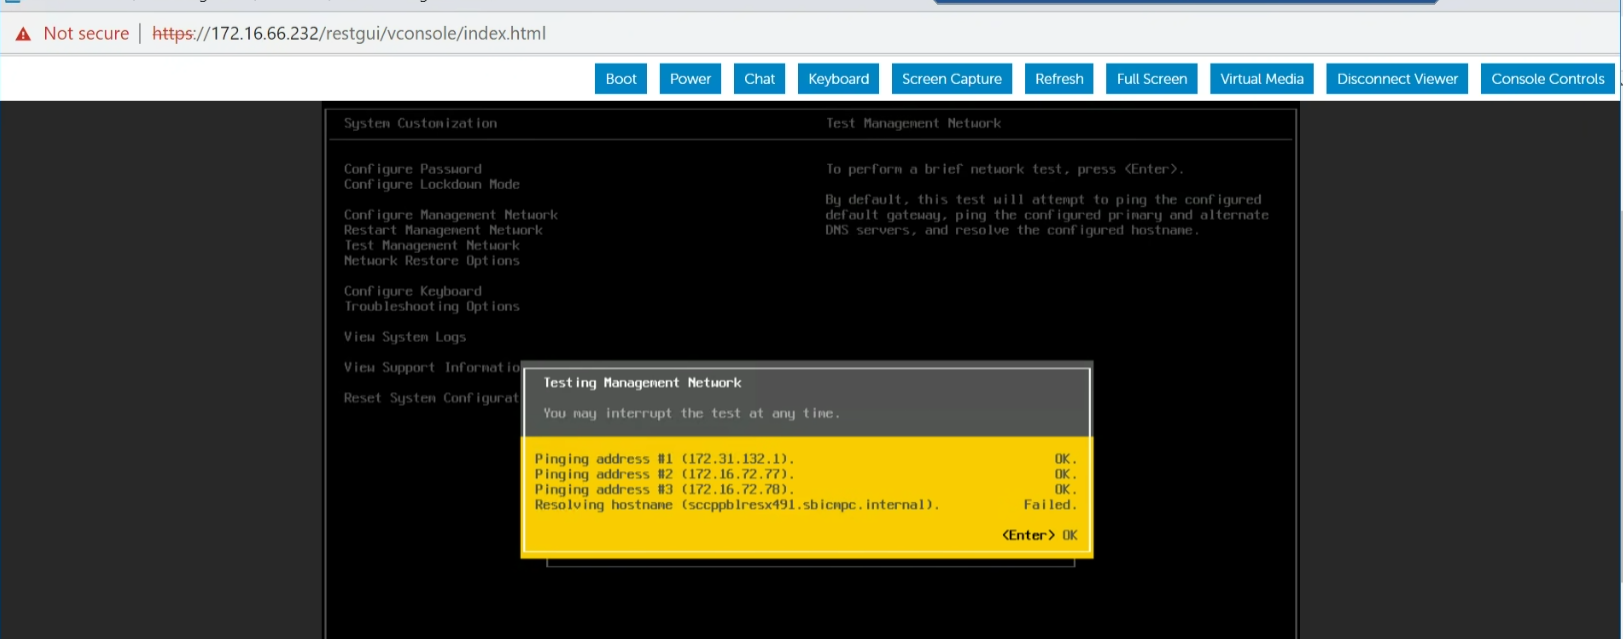 Not secure | https://172.16.66.232/restgui/vconsole/index.html
Boot Power Chat Keyboard Screen Capture Refresh Full Screen Virtual Media Disconnect Viewer Console Controls
System Customization
Test Management Network
Configure Password
Configure Lockdown Mode
Configure Management Network
Restart Management Network
Test Management Network
Network Restore Options
Configure Keyboard
Troubleshooting Options
View System Logs
View Support Informatio
Reset System Configurat
To perform a brief network test, press <Enter>.
By default, this test will attempt to ping the configured
default gateway, ping the configured primary and alternate
DNS servers, and resolve the configured hostname.
Testing Management Network
You may interrupt the test at any time.
Pinging address #1 (172.31.132.1). OK.
Pinging address #2 (172.16.72.77). OK.
Pinging address #3 (172.16.72.78). OK.
Resolving hostname (sccppblresx491.sbicmpc.internal). Failed.
<Enter> OK